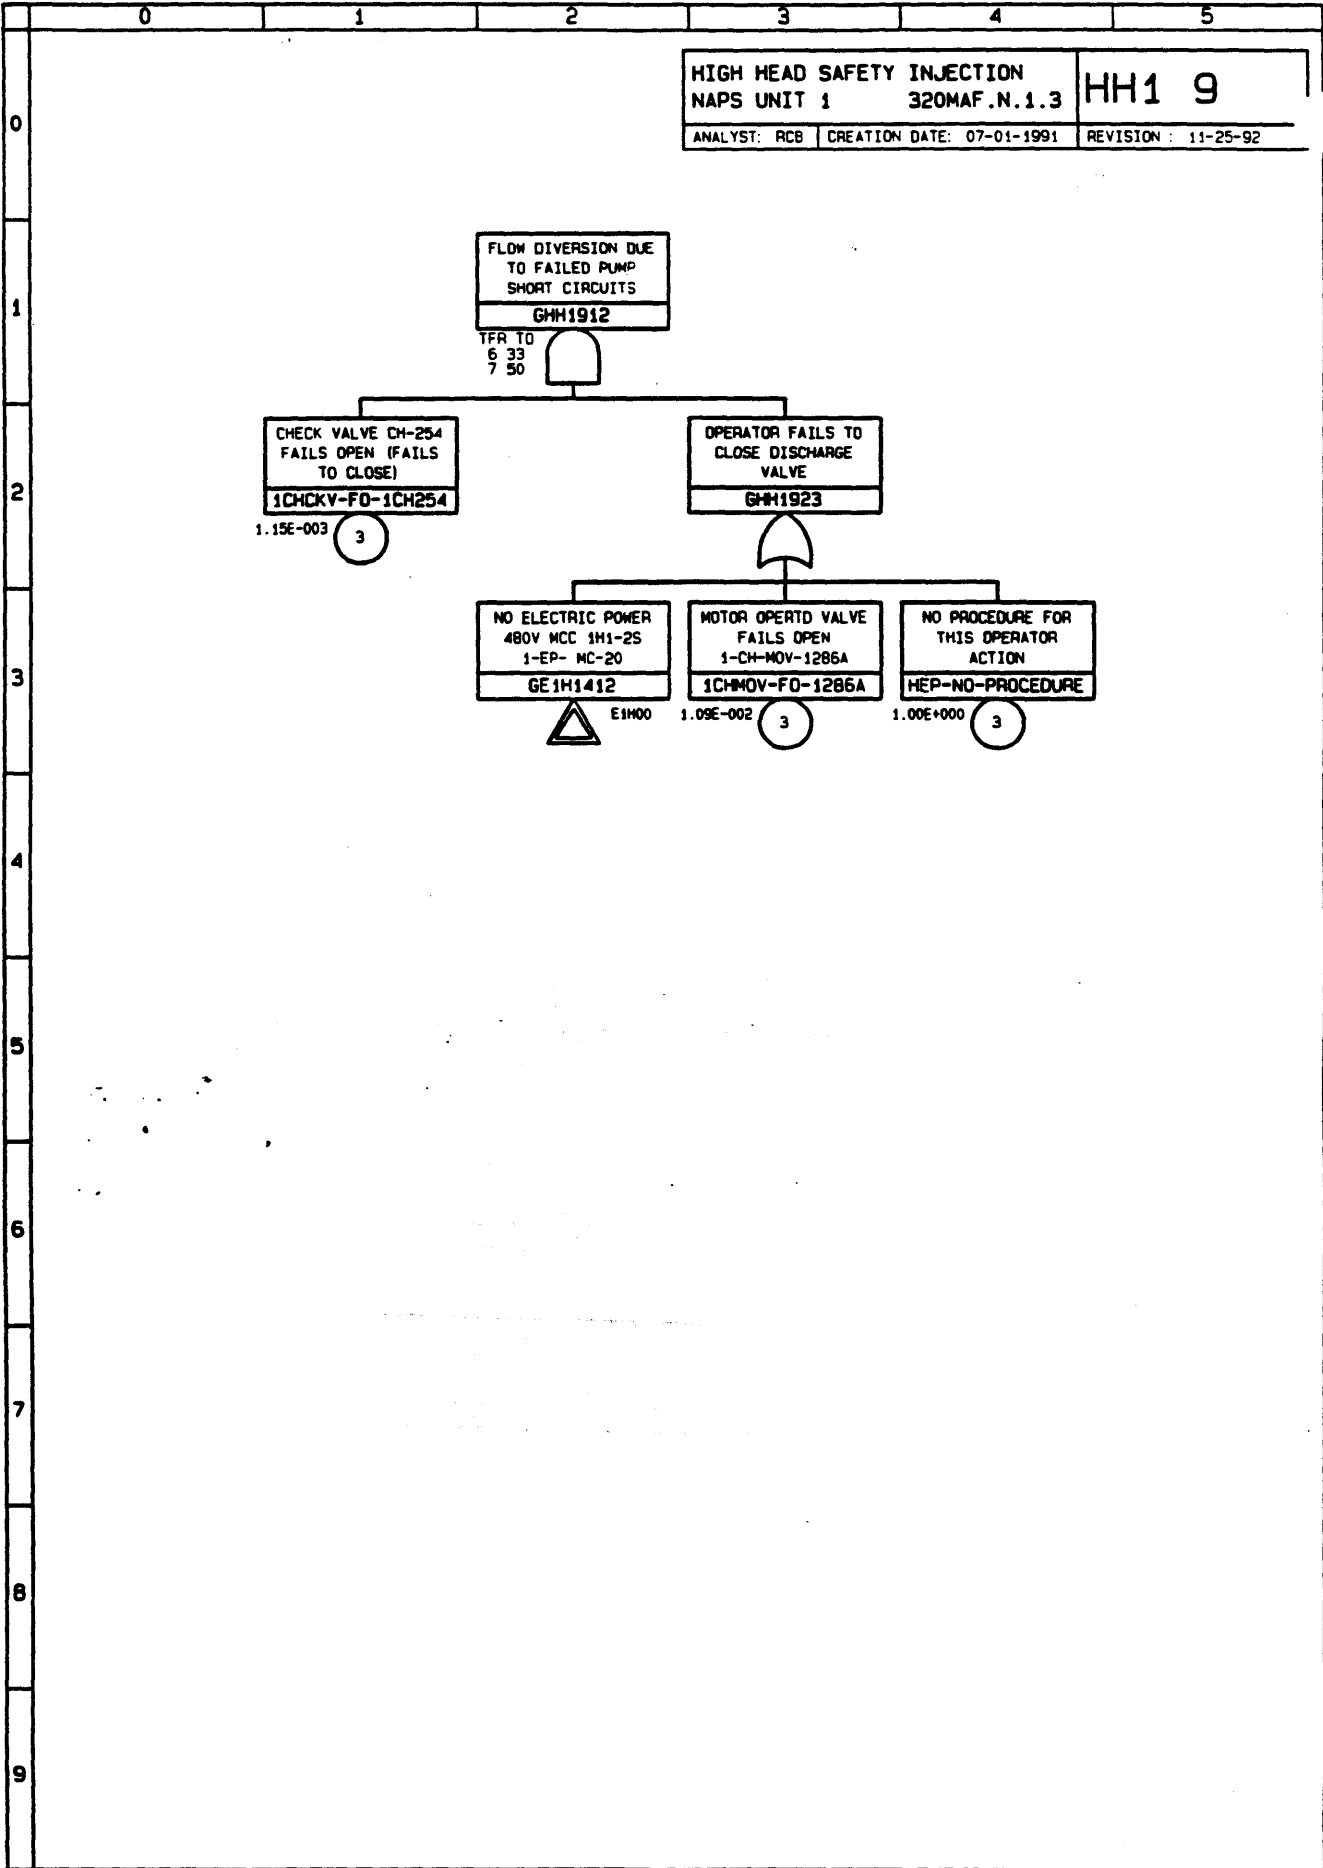 0 1 2 3 4 5
HIGH HEAD SAFETY INJECTION
NAPS UNIT 1 320MAF.N.1.3
HH1 9
ANALYST: RCB CREATION DATE: 07-01-1991 REVISION : 11-25-92
0
FLOW DIVERSION DUE
TO FAILED PUMP
SHORT CIRCUITS
GHH1912
1
TFR TO
6 33
7 50
CHECK VALVE CH-254
FAILS OPEN (FAILS
TO CLOSE)
1CHCKV-FO-1CH254
1.15E-003
3
OPERATOR FAILS TO
CLOSE DISCHARGE
VALVE
GHH1923
2
NO ELECTRIC POWER
480V MCC 1H1-2S
1-EP- MC-20
GE1H1412
E1H00
MOTOR OPERTD VALVE
FAILS OPEN
1-CH-MOV-1286A
1CHMOV-FO-1286A
1.09E-002
3
NO PROCEDURE FOR
THIS OPERATOR
ACTION
HEP-NO-PROCEDURE
1.00E+000
3
3
4
5
6
7
8
9